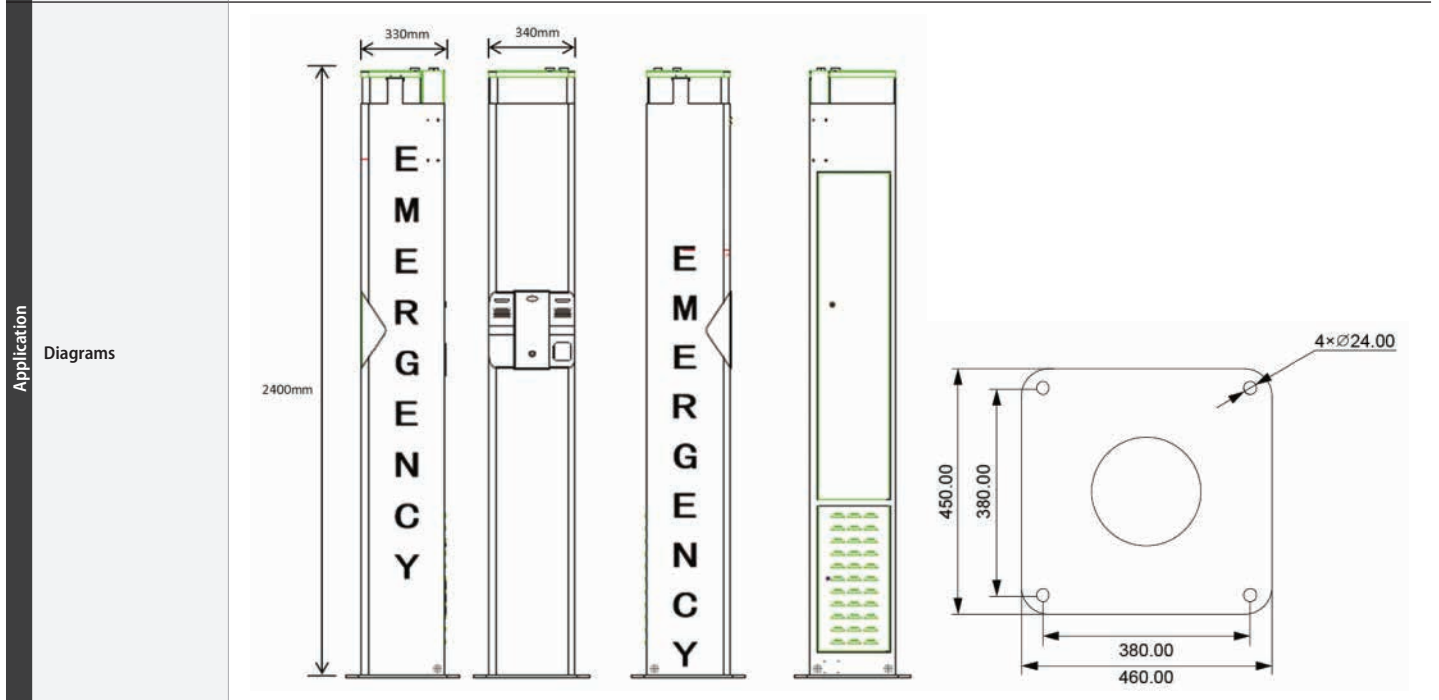 Application
Diagrams
330mm
340mm
2400mm
E
M
E
R
G
E
N
C
Y
E
M
E
R
G
E
N
C
Y
4×Ø24.00
450.00
380.00
380.00
460.00